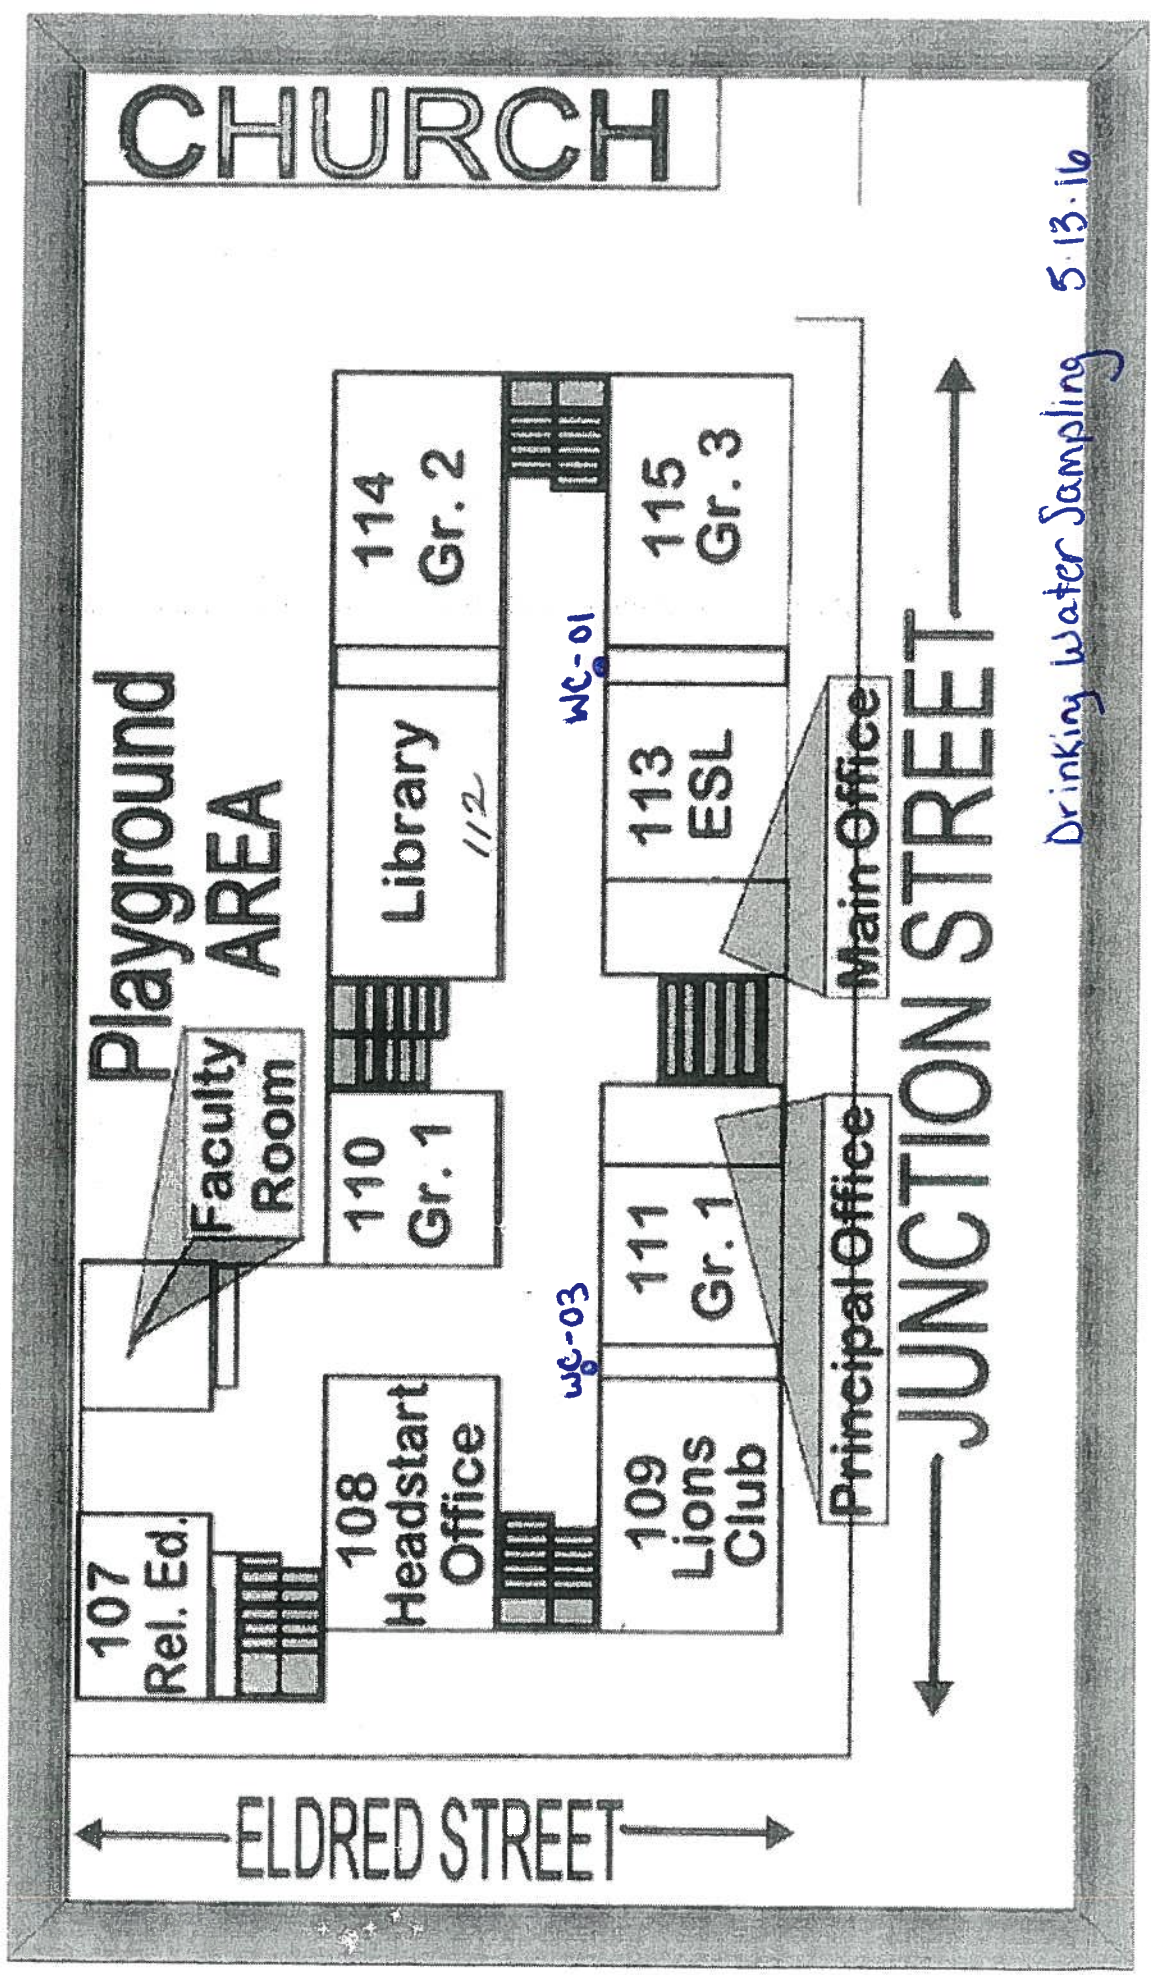 CHURCH
Playground
AREA
Faculty
Room
107
Rel. Ed.
108
Headstart
Office
110
Gr. 1
Library
112
114
Gr. 2
WC-03
WC-01
109
Lions
Club
111
Gr. 1
113
ESL
115
Gr. 3
Principal Office
Main Office
JUNCTION STREET
ELDRED STREET
Drinking Water Sampling 5.13.16